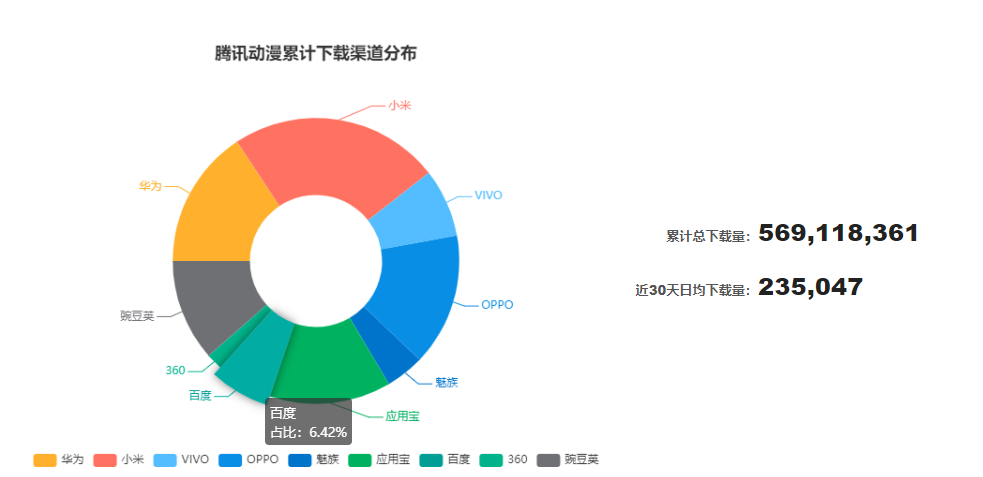 腾讯动漫累计下载渠道分布
小米
华为
VIVO
OPPO
豌豆荚
360
百度
魅族
应用宝
百度
占比：6.42%
华为 小米 VIVO OPPO 魅族 应用宝 百度 360 豌豆荚
累计总下载量：569,118,361
近30天日均下载量：235,047